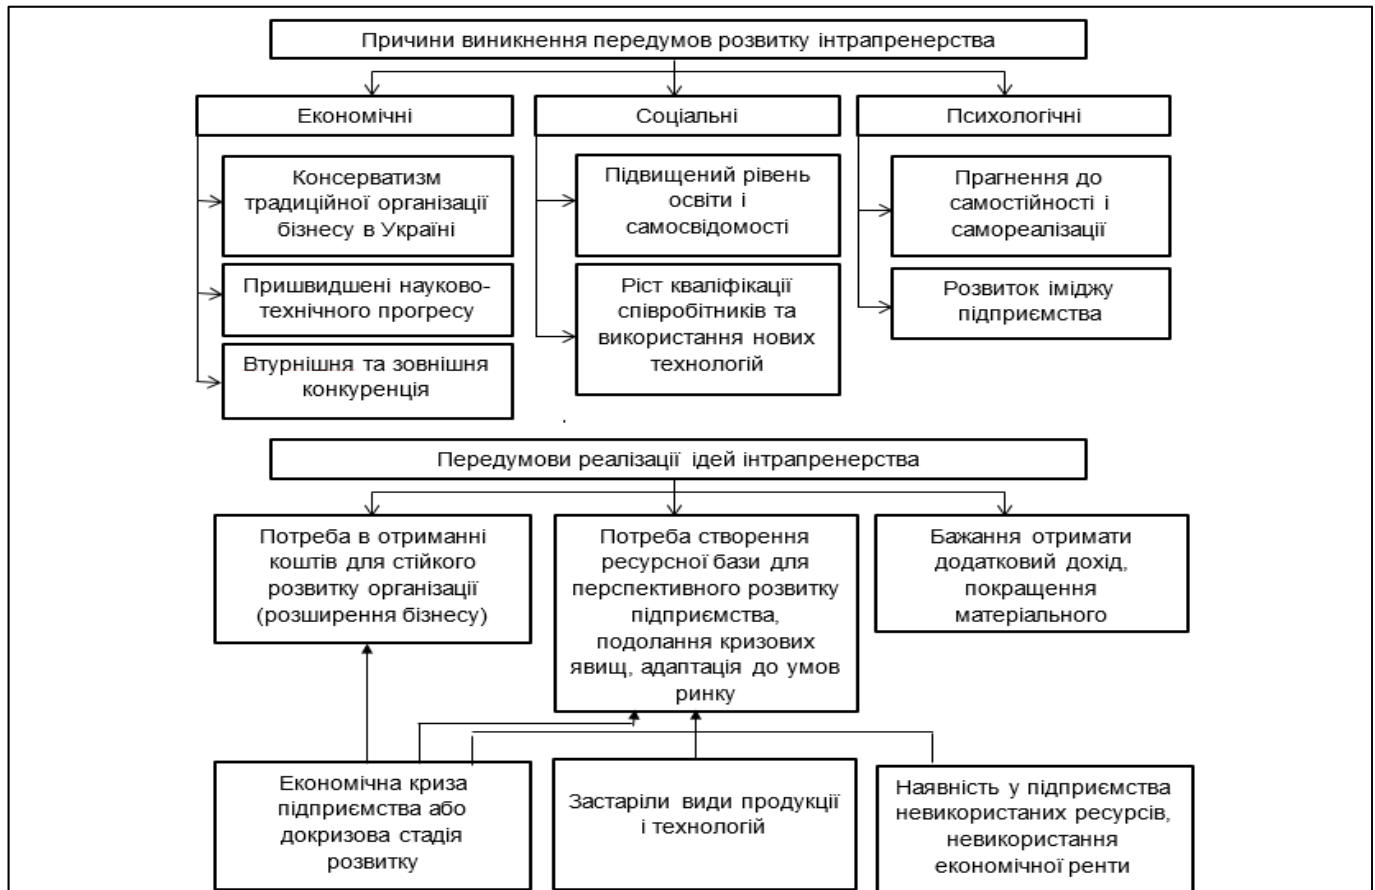 Причини виникнення передумов розвитку інтрапренерства
Економічні
Соціальні
Психологічні
Консерватизм
традиційної організації
бізнесу в Україні
Пришвидшені науково-
технічного прогресу
Втурнішня та зовнішня
конкуренція
Підвищений рівень
освіти і
самосвідомості
Ріст кваліфікації
співробітників та
використання нових
технологій
Прагнення до
самостійності і
самореалізації
Розвиток іміджу
підприємства
Передумови реалізації ідей інтрапренерства
Потреба в отриманні
коштів для стійкого
розвитку організації
(розширення бізнесу)
Потреба створення
ресурсної бази для
перспективного розвитку
підприємства,
подолання кризових
явищ, адаптація до умов
ринку
Бажання отримати
додатковий дохід,
покращення
матеріального
Економічна криза
підприємства або
докризова стадія
розвитку
Застаріли види продукції
і технологій
Наявність у підприємства
невикористаних ресурсів,
невикористання
економічної ренти